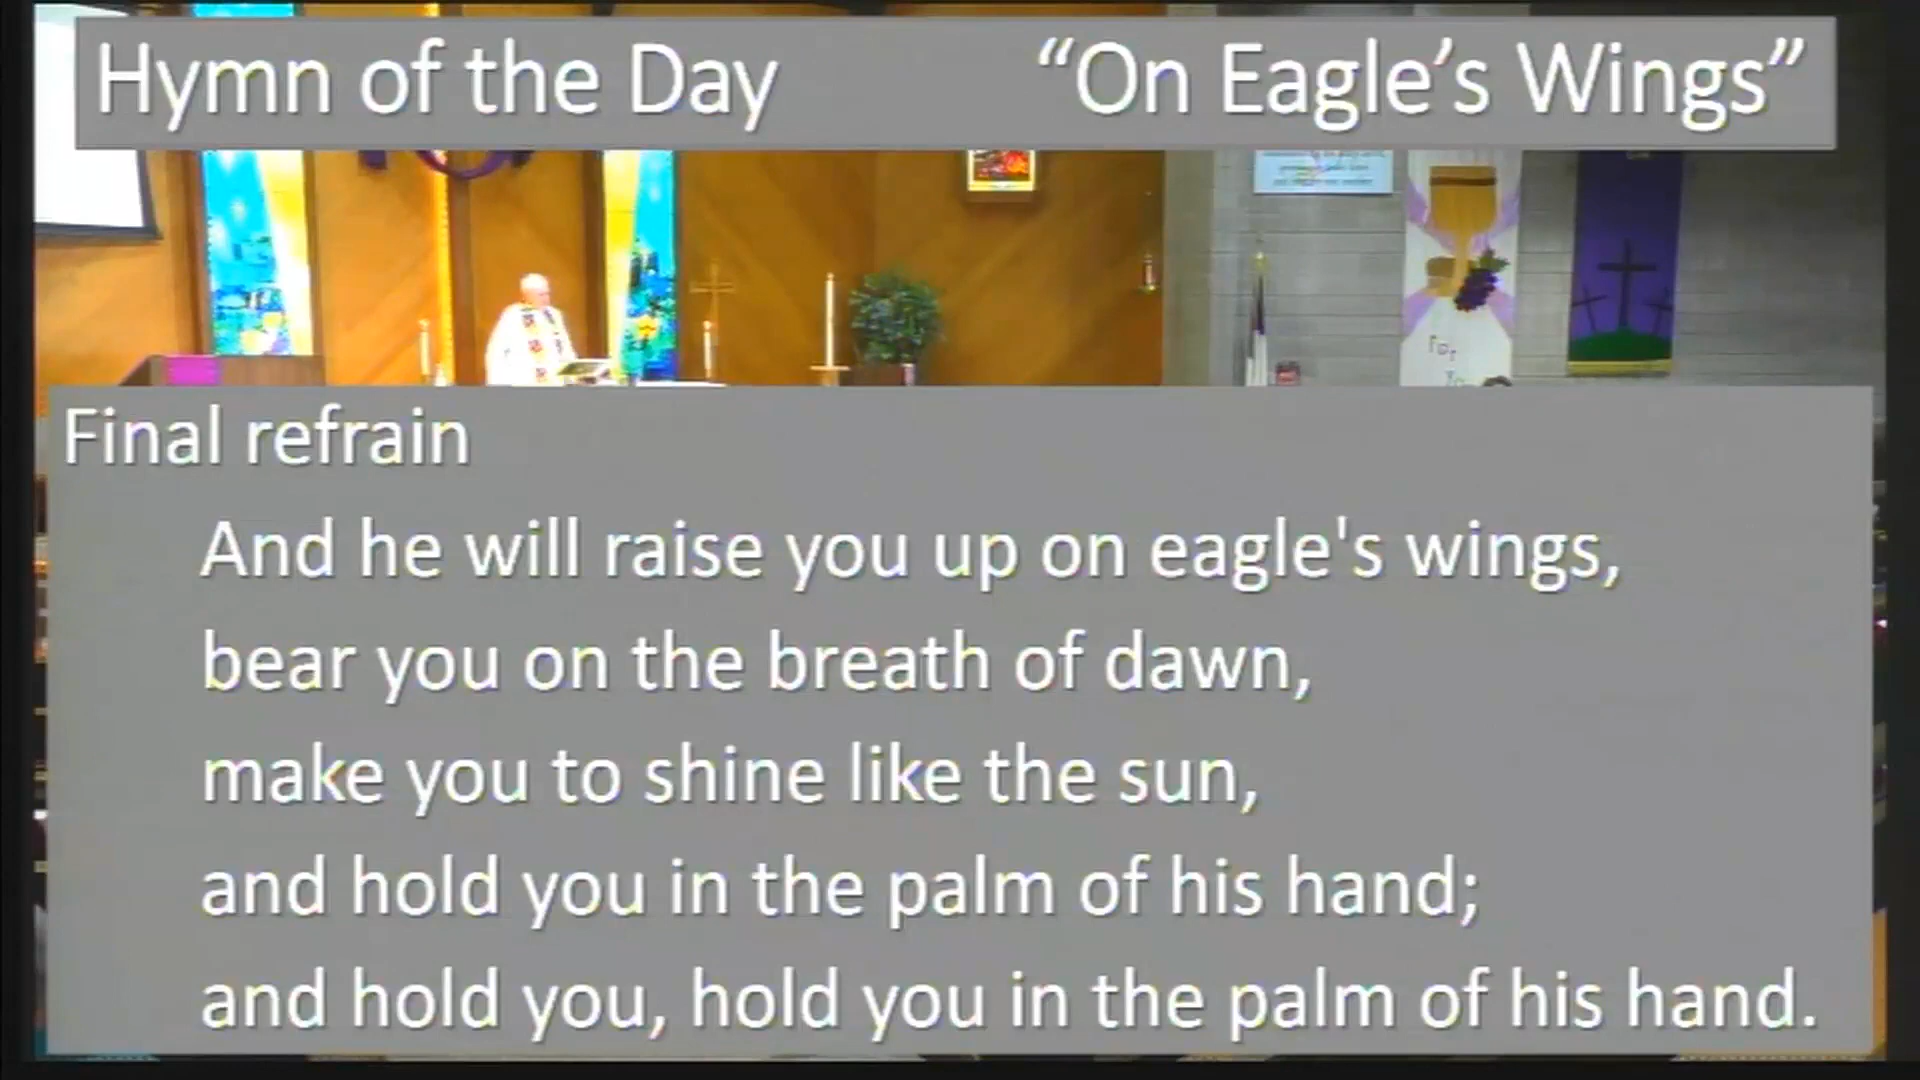 Hymn of the Day “On Eagle’s Wings”
For
Final refrain
And he will raise you up on eagle's wings,
bear you on the breath of dawn,
make you to shine like the sun,
and hold you in the palm of his hand;
and hold you, hold you in the palm of his hand.